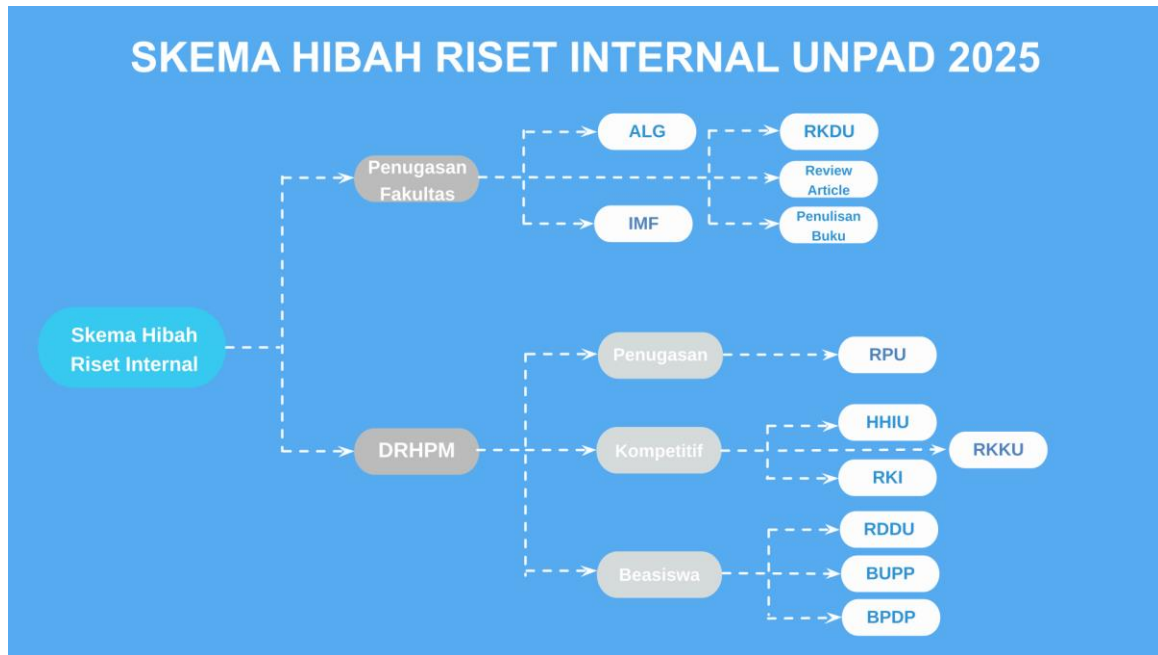 SKEMA HIBAH RISET INTERNAL UNPAD 2025
Skema Hibah
Riset Internal
Penugasan
Fakultas
ALG
IMF
RKDU
Review
Article
Penulisan
Buku
DRHPM
Penugasan
RPU
Kompetitif
HHIU
RKKU
RKI
Beasiswa
RDDU
BUPP
BPDP